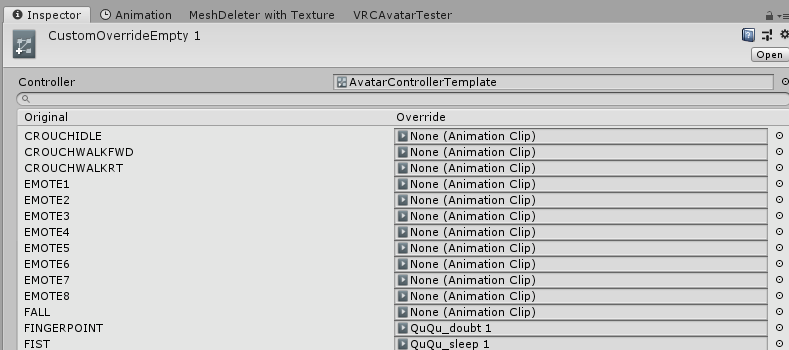 Inspector Animation MeshDeleter with Texture VRCAvatarTester
CustomOverrideEmpty 1
Open
Controller AvatarControllerTemplate
Original Override
CROUCHIDLE None (Animation Clip)
CROUCHWALKFWD None (Animation Clip)
CROUCHWALKRT None (Animation Clip)
EMOTE1 None (Animation Clip)
EMOTE2 None (Animation Clip)
EMOTE3 None (Animation Clip)
EMOTE4 None (Animation Clip)
EMOTE5 None (Animation Clip)
EMOTE6 None (Animation Clip)
EMOTE7 None (Animation Clip)
EMOTE8 None (Animation Clip)
FALL None (Animation Clip)
FINGERPOINT QuQu_doubt 1
FIST QuQu_sleep 1